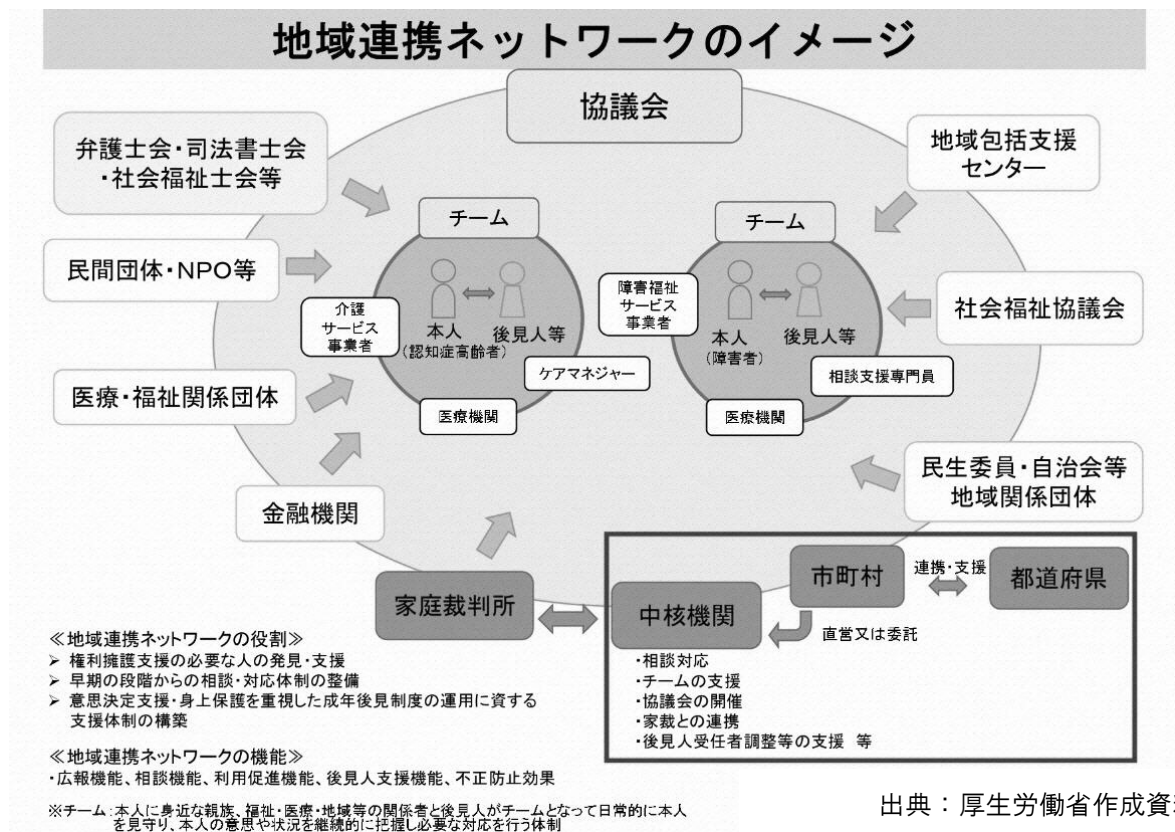 地域連携ネットワークのイメージ
協議会
弁護士会・司法書士会
・社会福祉士会等
地域包括支援
センター
チーム
チーム
民間団体・NPO等
社会福祉協議会
介護
サービス
事業者
本人
(認知症高齢者)
後見人等
ケアマネジャー
医療機関
障害福祉
サービス
事業者
本人
(障害者)
後見人等
相談支援専門員
医療機関
医療・福祉関係団体
金融機関
民生委員・自治会等
地域関係団体
家庭裁判所
中核機関
市町村
連携・支援
都道府県
直営又は委託
・相談対応
・チームの支援
・協議会の開催
・家裁との連携
・後見人受任者調整等の支援 等
≪地域連携ネットワークの役割≫
➢ 権利擁護支援の必要な人の発見・支援
➢ 早期の段階からの相談・対応体制の整備
➢ 意思決定支援・身上保護を重視した成年後見制度の運用に資する
支援体制の構築
≪地域連携ネットワークの機能≫
・広報機能、相談機能、利用促進機能、後見人支援機能、不正防止効果
※チーム:本人に身近な親族、福祉・医療・地域等の関係者と後見人がチームとなって日常的に本人
を見守り、本人の意思や状況を継続的に把握し必要な対応を行う体制
出典：厚生労働省作成資